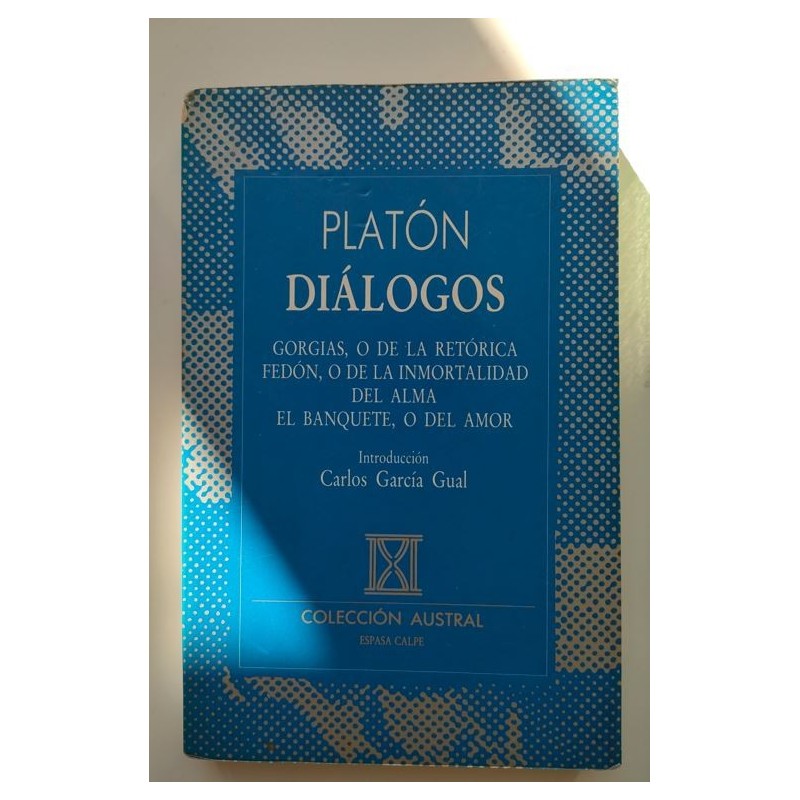 PLATÓN
DIÁLOGOS
GORGIAS, O DE LA RETÓRICA
FEDÓN, O DE LA INMORTALIDAD
DEL ALMA
EL BANQUETE, O DEL AMOR
Introducción
Carlos García Gual
COLECCIÓN AUSTRAL
ESPASA CALPE